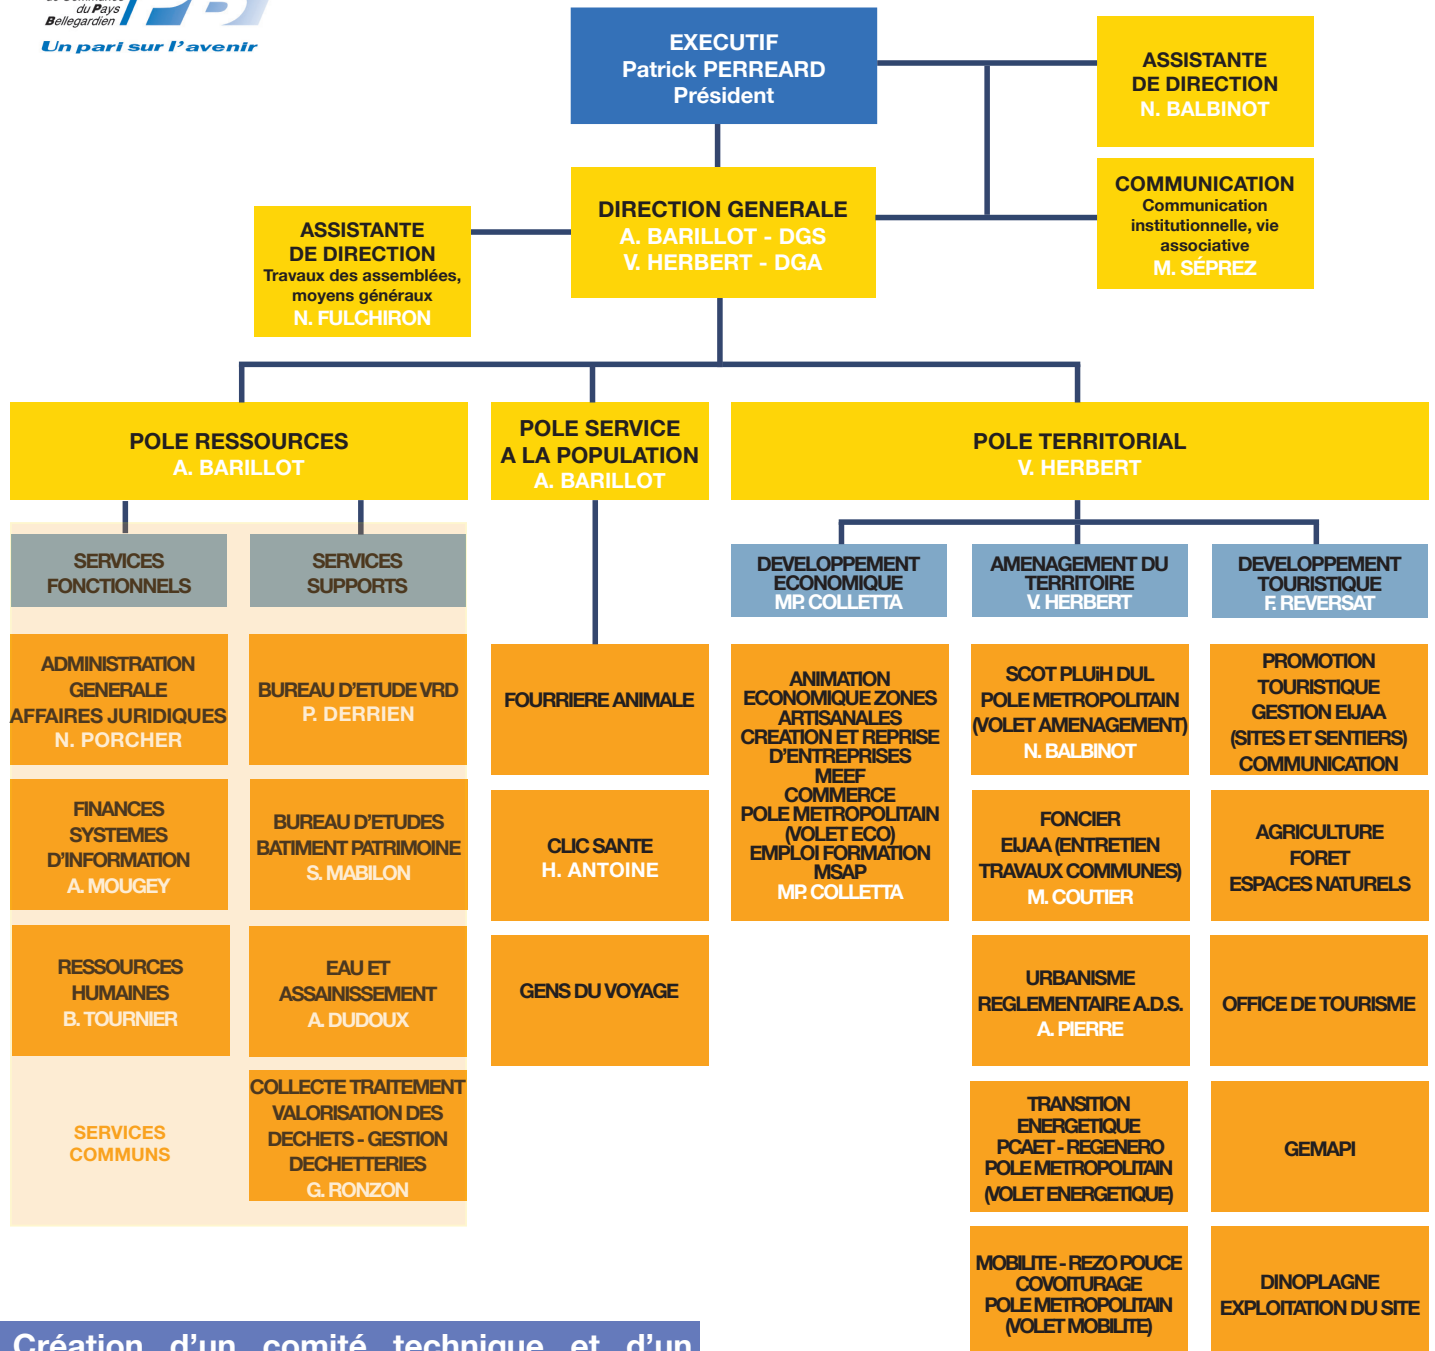 du Pays
Bellegardien
Un pari sur l'avenir
EXECUTIF
Patrick PERREARD
Président
ASSISTANTE
DE DIRECTION
N. BALBINOT
COMMUNICATION
Communication
institutionnelle, vie
associative
M. SÉPREZ
DIRECTION GENERALE
A. BARILLOT - DGS
V. HERBERT - DGA
ASSISTANTE
DE DIRECTION
Travaux des assemblées,
moyens généraux
N. FULCHIRON
POLE RESSOURCES
A. BARILLOT
POLE SERVICE
A LA POPULATION
A. BARILLOT
POLE TERRITORIAL
V. HERBERT
SERVICES
FONCTIONNELS
SERVICES
SUPPORTS
DEVELOPPEMENT
ECONOMIQUE
MP. COLLETTA
AMENAGEMENT DU
TERRITOIRE
V. HERBERT
DEVELOPPEMENT
TOURISTIQUE
F. REVERSAT
ADMINISTRATION
GENERALE
AFFAIRES JURIDIQUES
N. PORCHER
FINANCES
SYSTEMES
D'INFORMATION
A. MOUGEY
RESSOURCES
HUMAINES
B. TOURNIER
SERVICES
COMMUNS
BUREAU D'ETUDE VRD
P. DERRIEN
BUREAU D'ETUDES
BATIMENT PATRIMOINE
S. MABILON
EAU ET
ASSAINISSEMENT
A. DUDOUX
COLLECTE TRAITEMENT
VALORISATION DES
DECHETS - GESTION
DECHETTERIES
G. RONZON
FOURRIERE ANIMALE
CLIC SANTE
H. ANTOINE
GENS DU VOYAGE
ANIMATION
ECONOMIQUE ZONES
ARTISANALES
CREATION ET REPRISE
D'ENTREPRISES
MEEF
COMMERCE
POLE METROPOLITAIN
(VOLET ECO)
EMPLOI FORMATION
MSAP
MP. COLLETTA
SCOT PLUiH DUL
POLE METROPOLITAIN
(VOLET AMENAGEMENT)
N. BALBINOT
FONCIER
EIJAA (ENTRETIEN
TRAVAUX COMMUNES)
M. COUTIER
URBANISME
REGLEMENTAIRE A.D.S.
A. PIERRE
TRANSITION
ENERGETIQUE
PCAET - REGENERO
POLE METROPOLITAIN
(VOLET ENERGETIQUE)
MOBILITE - REZO POUCE
COVOITURAGE
POLE METROPOLITAIN
(VOLET MOBILITE)
PROMOTION
TOURISTIQUE
GESTION EIJAA
(SITES ET SENTIERS)
COMMUNICATION
AGRICULTURE
FORET
ESPACES NATURELS
OFFICE DE TOURISME
GEMAPI
DINOPLAGNE
EXPLOITATION DU SITE
Création d'un comité technique et d'un